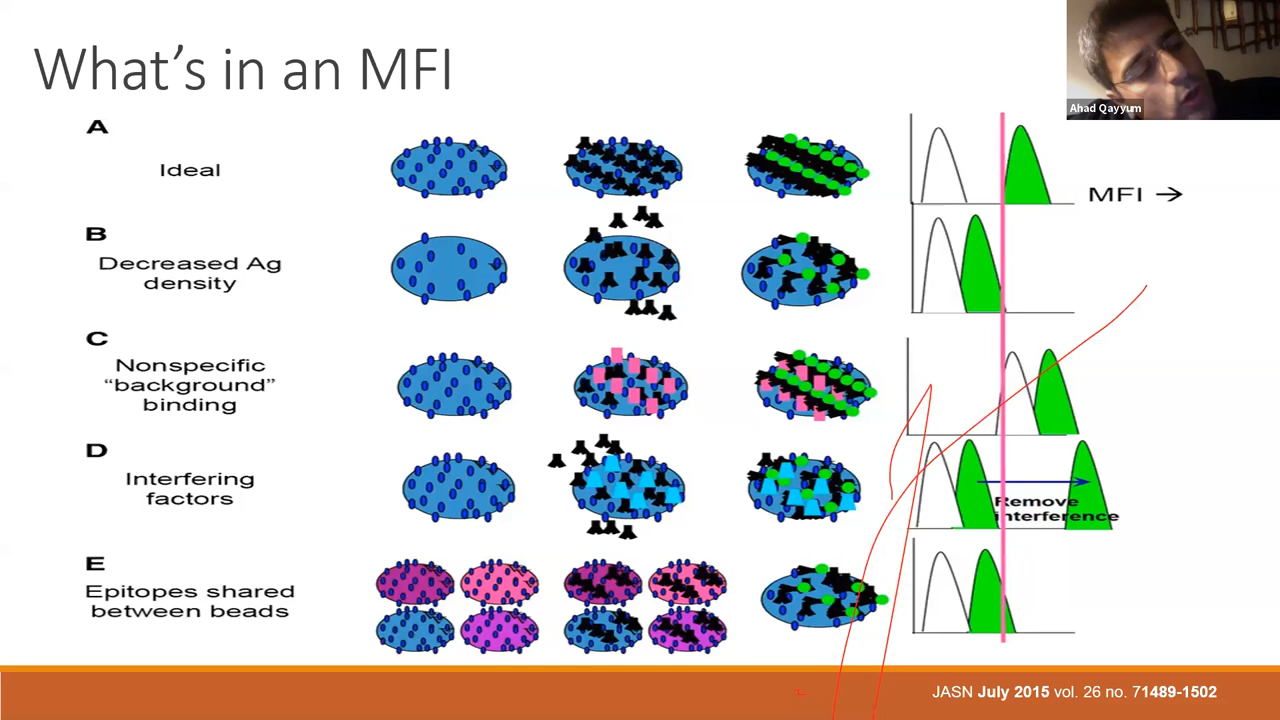 What's in an MFI
Ahad Qayyum
A
Ideal
MFI →
B
Decreased Ag
density
C
Nonspecific
“background”
binding
D
Interfering
factors
Remove
interference
E
Epitopes shared
between beads
JASN July 2015 vol. 26 no. 71489-1502